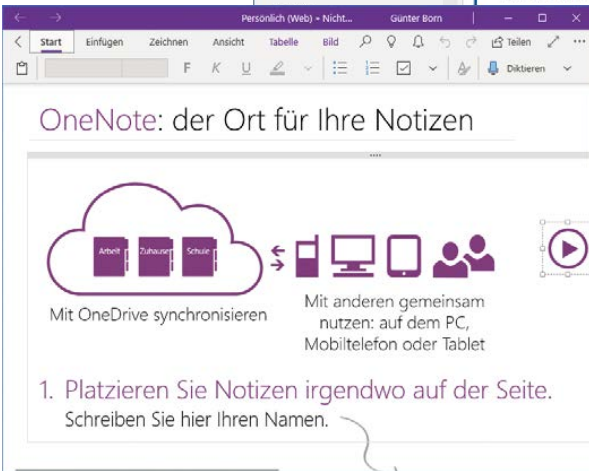 Persönlich (Web) » Nicht... Günter Born
Start Einfügen Zeichnen Ansicht Tabelle Bild Teilen
F K U Diktieren
OneNote: der Ort für Ihre Notizen
Arbeit Zuhause Schule
Mit OneDrive synchronisieren
Mit anderen gemeinsam
nutzen: auf dem PC,
Mobiltelefon oder Tablet
1. Platzieren Sie Notizen irgendwo auf der Seite.
Schreiben Sie hier Ihren Namen.